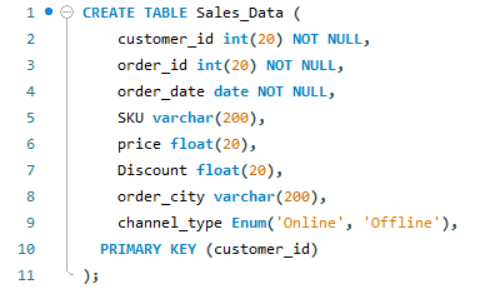 1 CREATE TABLE Sales_Data (
2 customer_id int(20) NOT NULL,
3 order_id int(20) NOT NULL,
4 order_date date NOT NULL,
5 SKU varchar(200),
6 price float(20),
7 Discount float(20),
8 order_city varchar(200),
9 channel_type Enum('Online', 'Offline'),
10 PRIMARY KEY (customer_id)
11 );